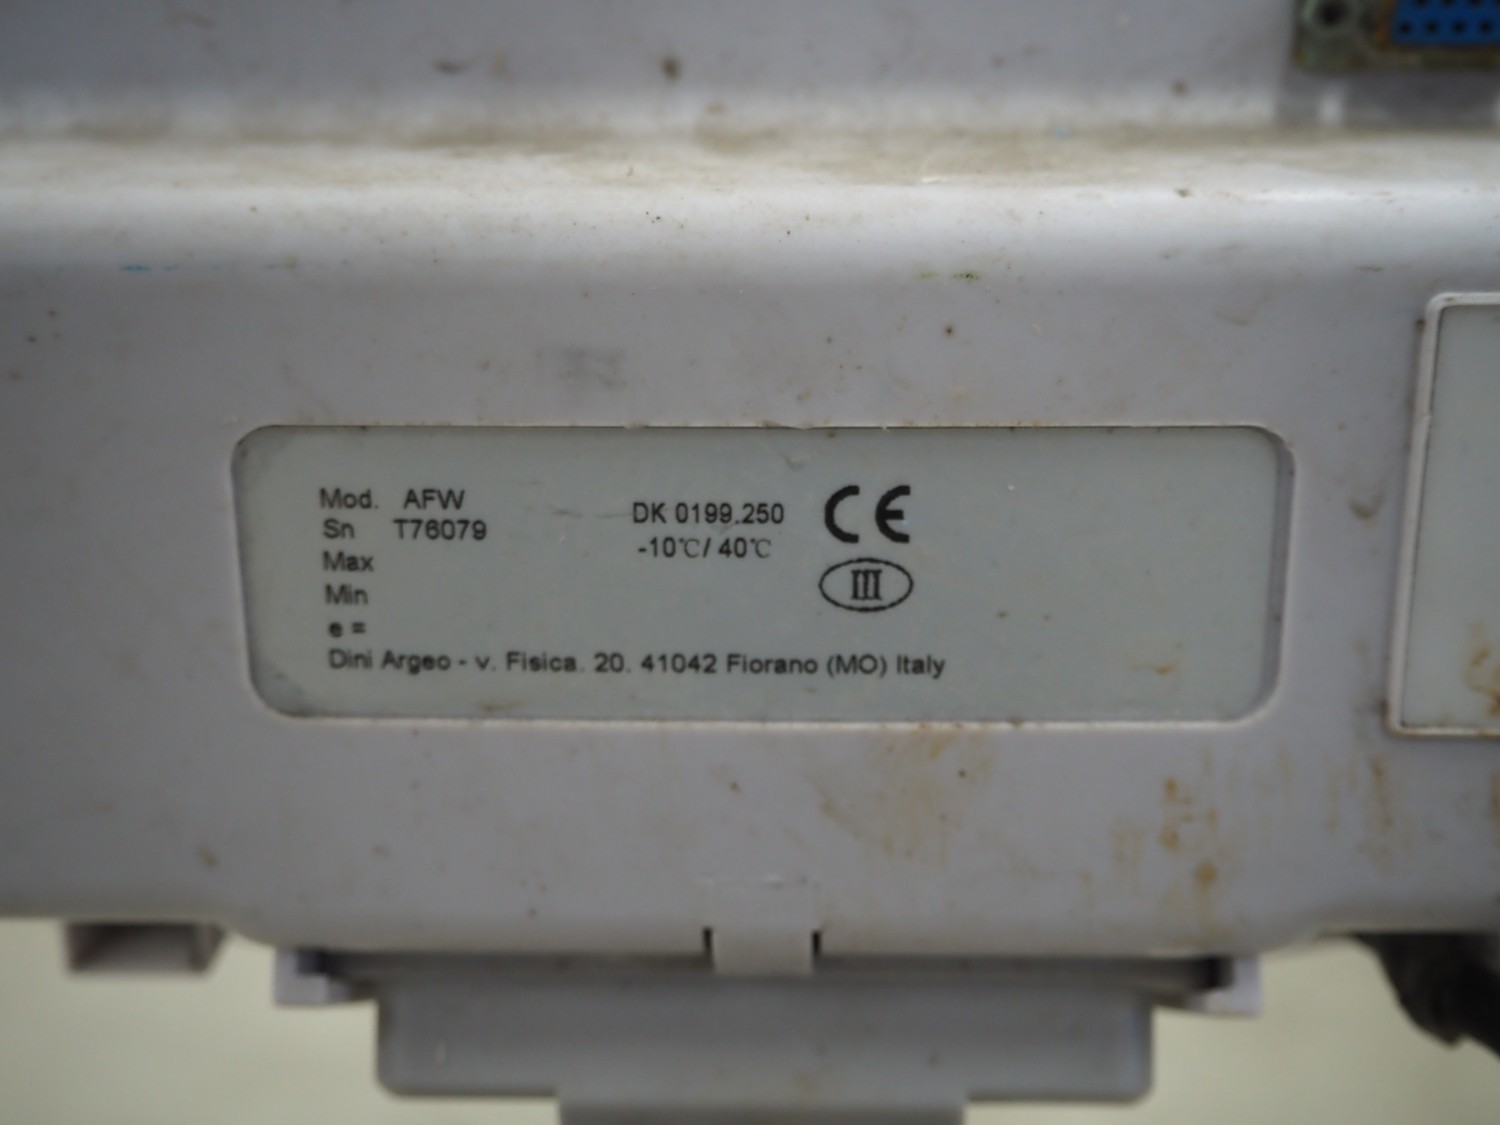 Mod. AFW
Sn T76079
Max
Min
e =
DK 0199.250
-10℃/ 40℃
CE
III
Dini Argeo - v. Fisica. 20. 41042 Fiorano (MO) Italy